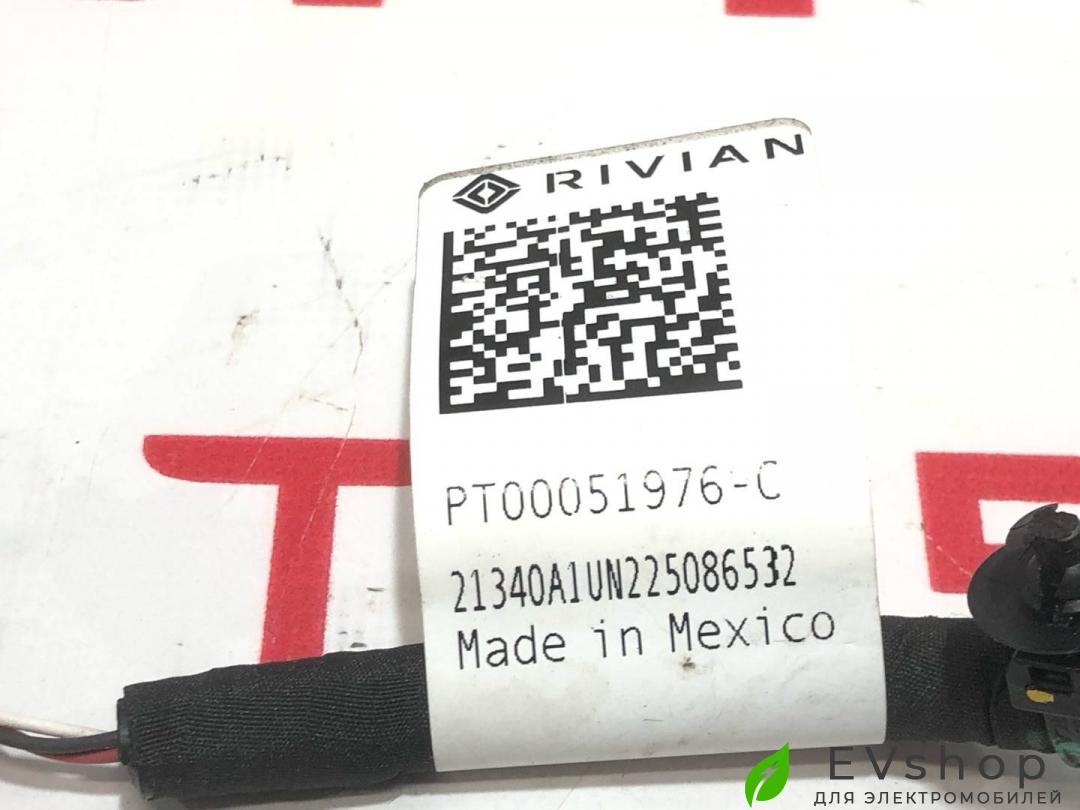 RIVIAN
PT00051976-C
21340A1UN225086532
Made in Mexico
EVshop
ДЛЯ ЭЛЕКТРОМОБИЛЕЙ